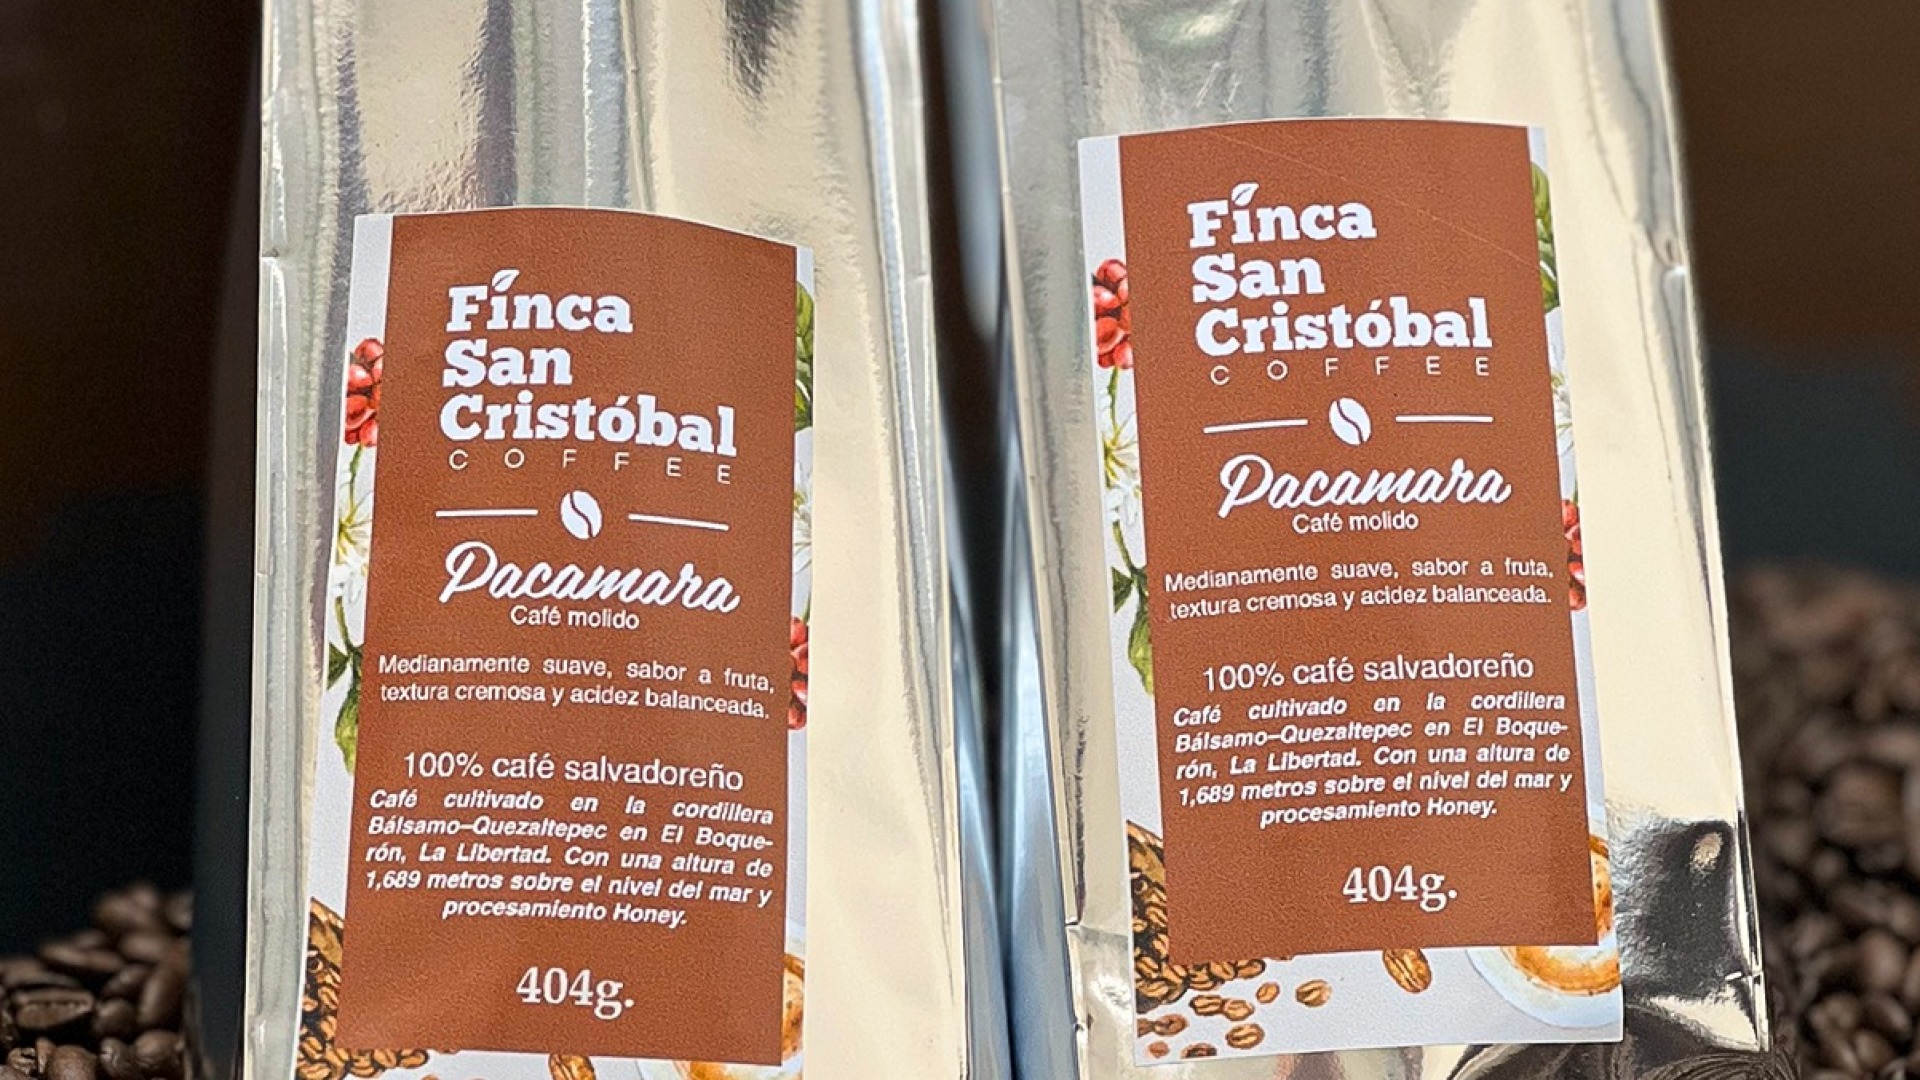 Finca
San
Cristóbal
COFFEE
Pacamara
Café molido
Medianamente suave, sabor a fruta,
textura cremosa y acidez balanceada.
100% café salvadoreño
Café cultivado en la cordillera
Bálsamo–Quezaltepec en El Boque-
rón, La Libertad. Con una altura de
1,689 metros sobre el nivel del mar y
procesamiento Honey.
404g.
Finca
San
Cristóbal
COFFEE
Pacamara
Café molido
Medianamente suave, sabor a fruta,
textura cremosa y acidez balanceada.
100% café salvadoreño
Café cultivado en la cordillera
Bálsamo–Quezaltepec en El Boque-
rón, La Libertad. Con una altura de
1,689 metros sobre el nivel del mar y
procesamiento Honey.
404g.